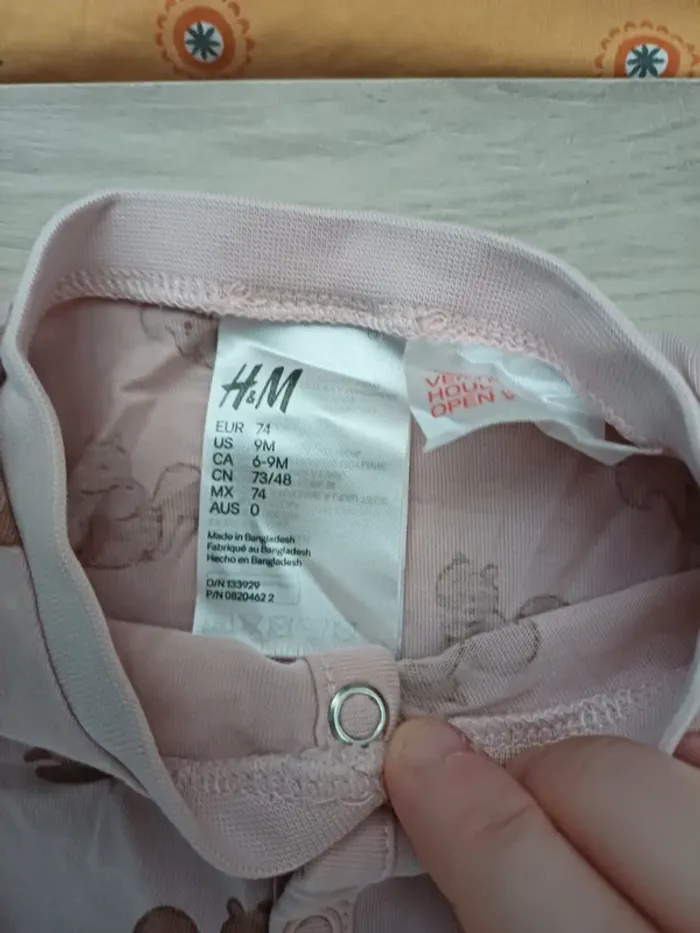 H&M
EUR 74
US 9M
CA 6-9M
CN 73/48
MX 74
AUS 0
Made in Bangladesh
Fabriqué au Bangladesh
Hecho en Bangladesh
O/N 133929
P/N 0820462 2
OPEN